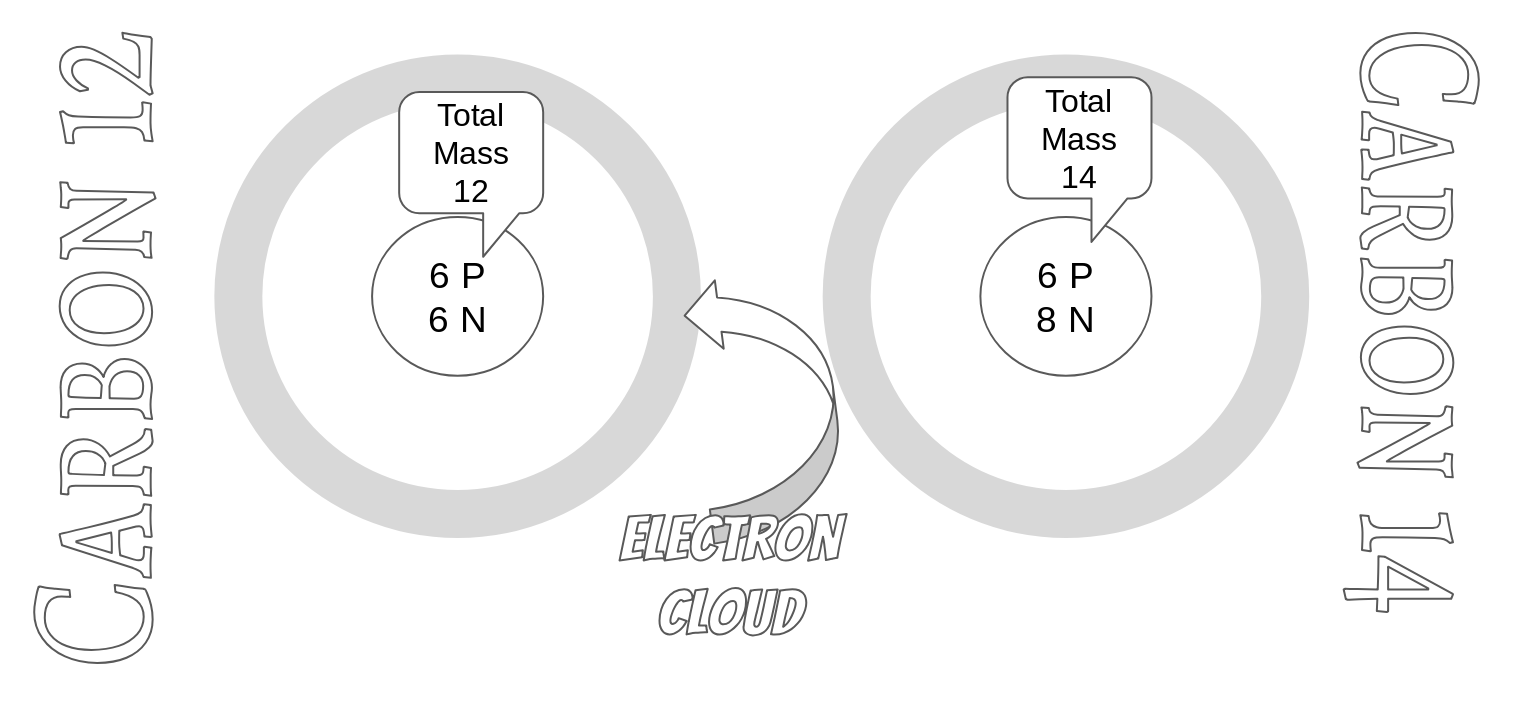 CARBON 12
Total
Mass
12
6 P
6 N
ELECTRON
CLOUD
Total
Mass
14
6 P
8 N
CARBON 14